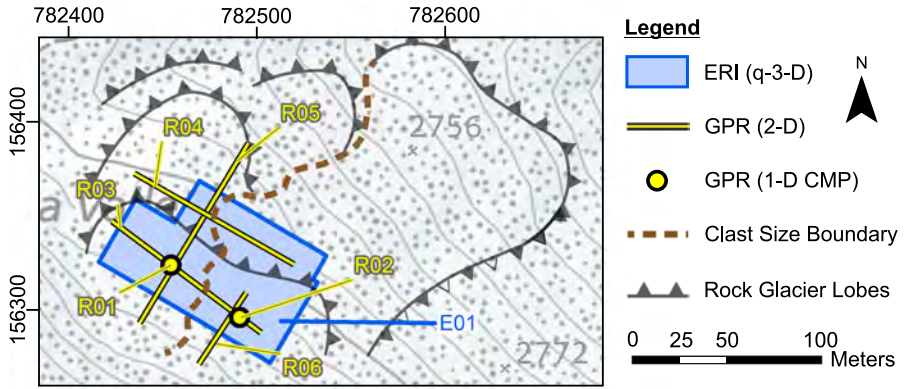 782400 782500 782600
156400
156300
R04
R05
R03
R01
R02
R06
E01
2756
2772
Legend
ERI (q-3-D)
GPR (2-D)
GPR (1-D CMP)
Clast Size Boundary
Rock Glacier Lobes
N
0 25 50 100
Meters